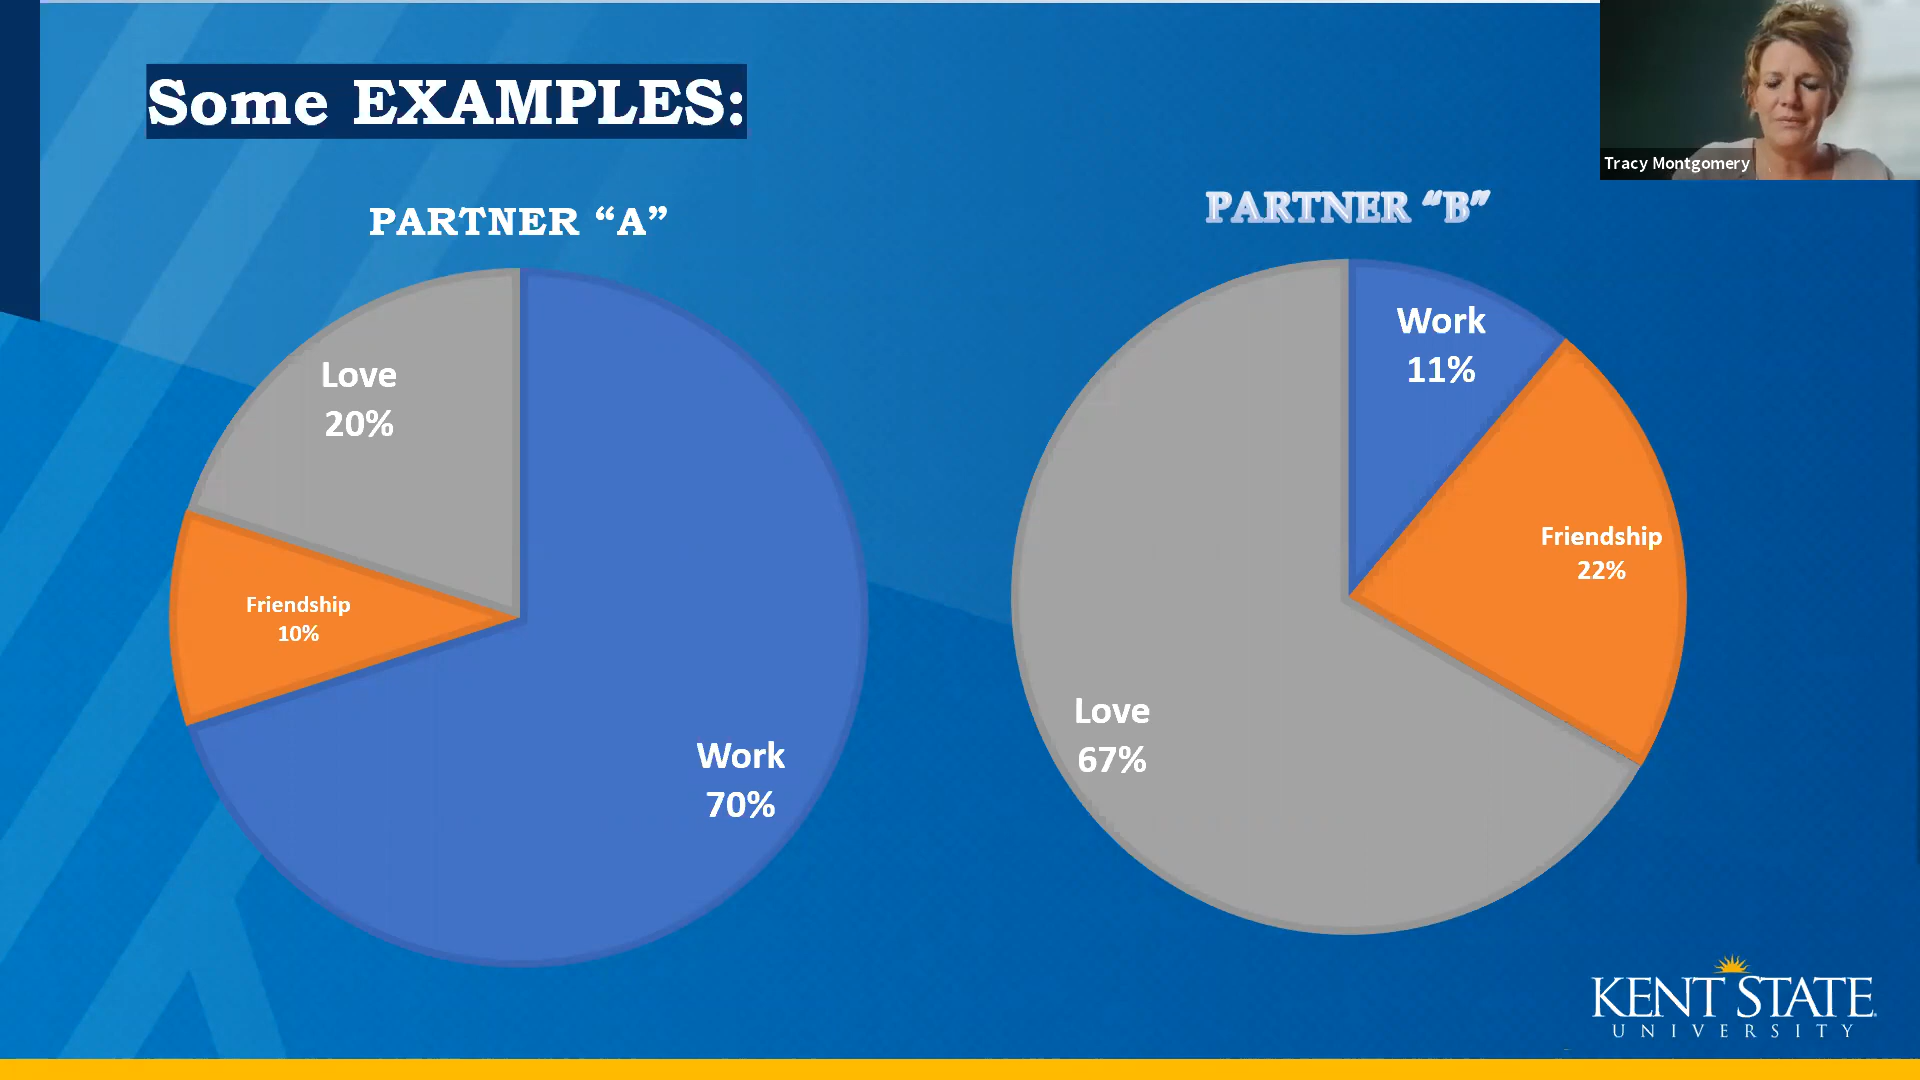 Some EXAMPLES:
Tracy Montgomery
PARTNER “A”
Love
20%
Friendship
10%
Work
70%
PARTNER “B”
Work
11%
Friendship
22%
Love
67%
KENT STATE
UNIVERSITY